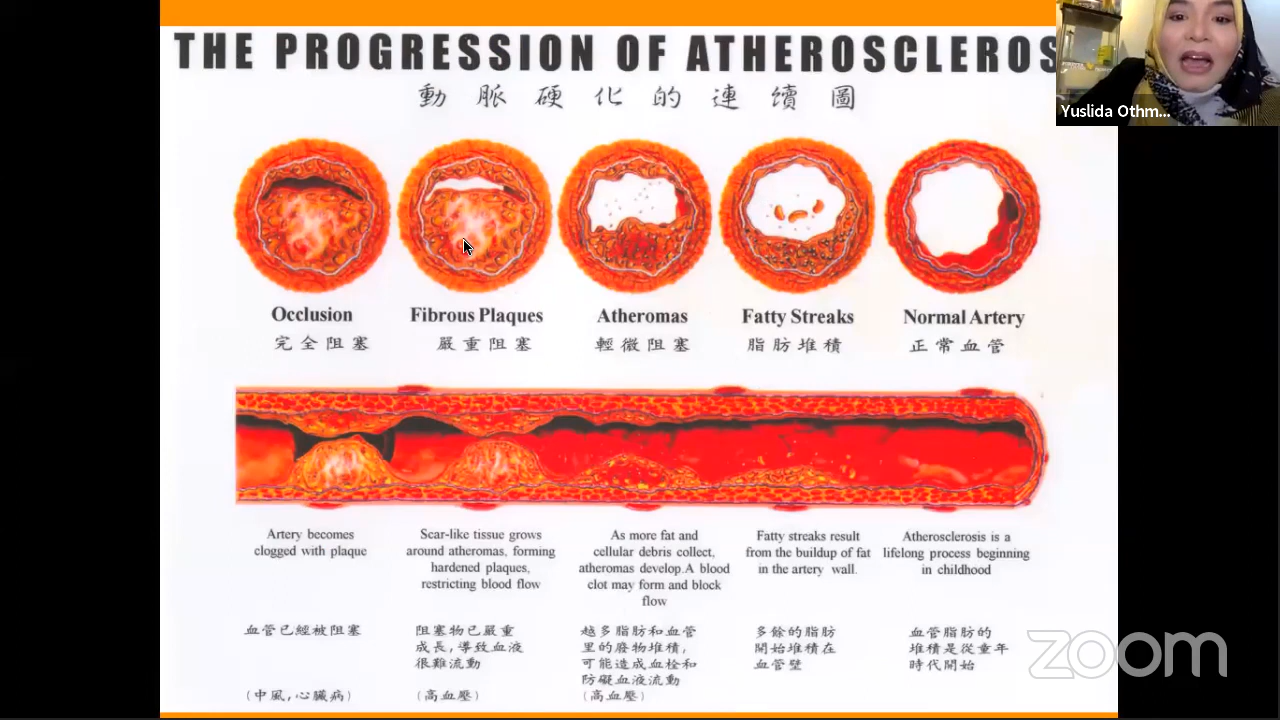 THE PROGRESSION OF ATHEROSCLEROS
動脈硬化的連續圖
Yuslida Othm...
Occlusion
完全阻塞
Fibrous Plaques
嚴重阻塞
Atheromas
輕微阻塞
Fatty Streaks
脂肪堆積
Normal Artery
正常血管
Artery becomes
clogged with plaque
Scar-like tissue grows
around atheromas, forming
hardened plaques,
restricting blood flow
As more fat and
cellular debris collect,
atheromas develop.A blood
clot may form and block
flow
Fatty streaks result
from the buildup of fat
in the artery wall.
Atherosclerosis is a
lifelong process beginning
in childhood
血管已經被阻塞
(中風,心臟病)
阻塞物已嚴重
成長,導致血液
很難流動
(高血壓)
越多脂肪和血管
里的廢物堆積,
可能造成血栓和
防礙血液流動
(高血壓)
多餘的脂肪
開始堆積在
血管壁
血管脂肪的
堆積是從童年
時代開始
zoom